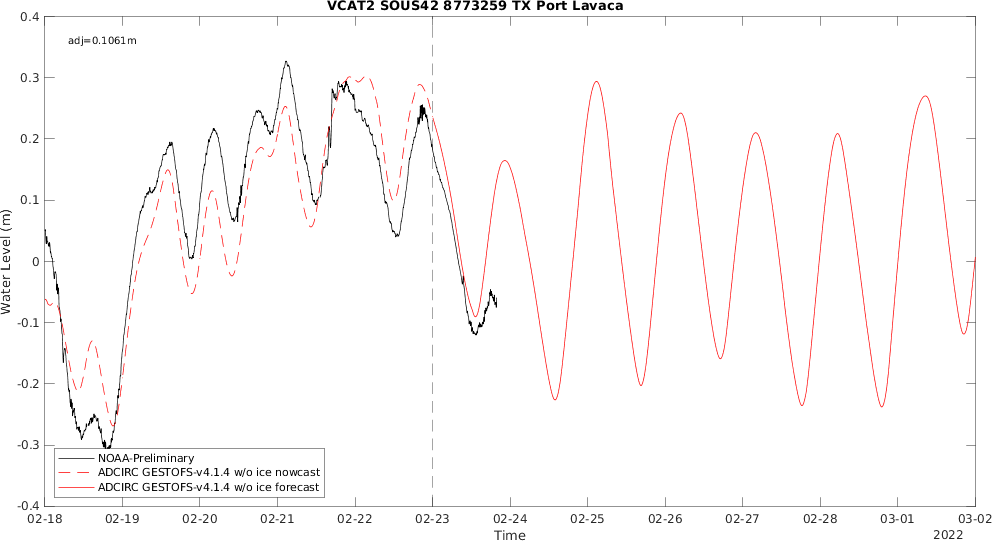 VCAT2 SOUS42 8773259 TX Port Lavaca
adj=0.1061m
0.4
0.3
0.2
0.1
0
-0.1
-0.2
-0.3
-0.4
Water Level (m)
NOAA-Preliminary
ADCIRC GESTOFS-v4.1.4 w/o ice nowcast
ADCIRC GESTOFS-v4.1.4 w/o ice forecast
02-18 02-19 02-20 02-21 02-22 02-23 02-24 02-25 02-26 02-27 02-28 03-01 03-02
Time
2022